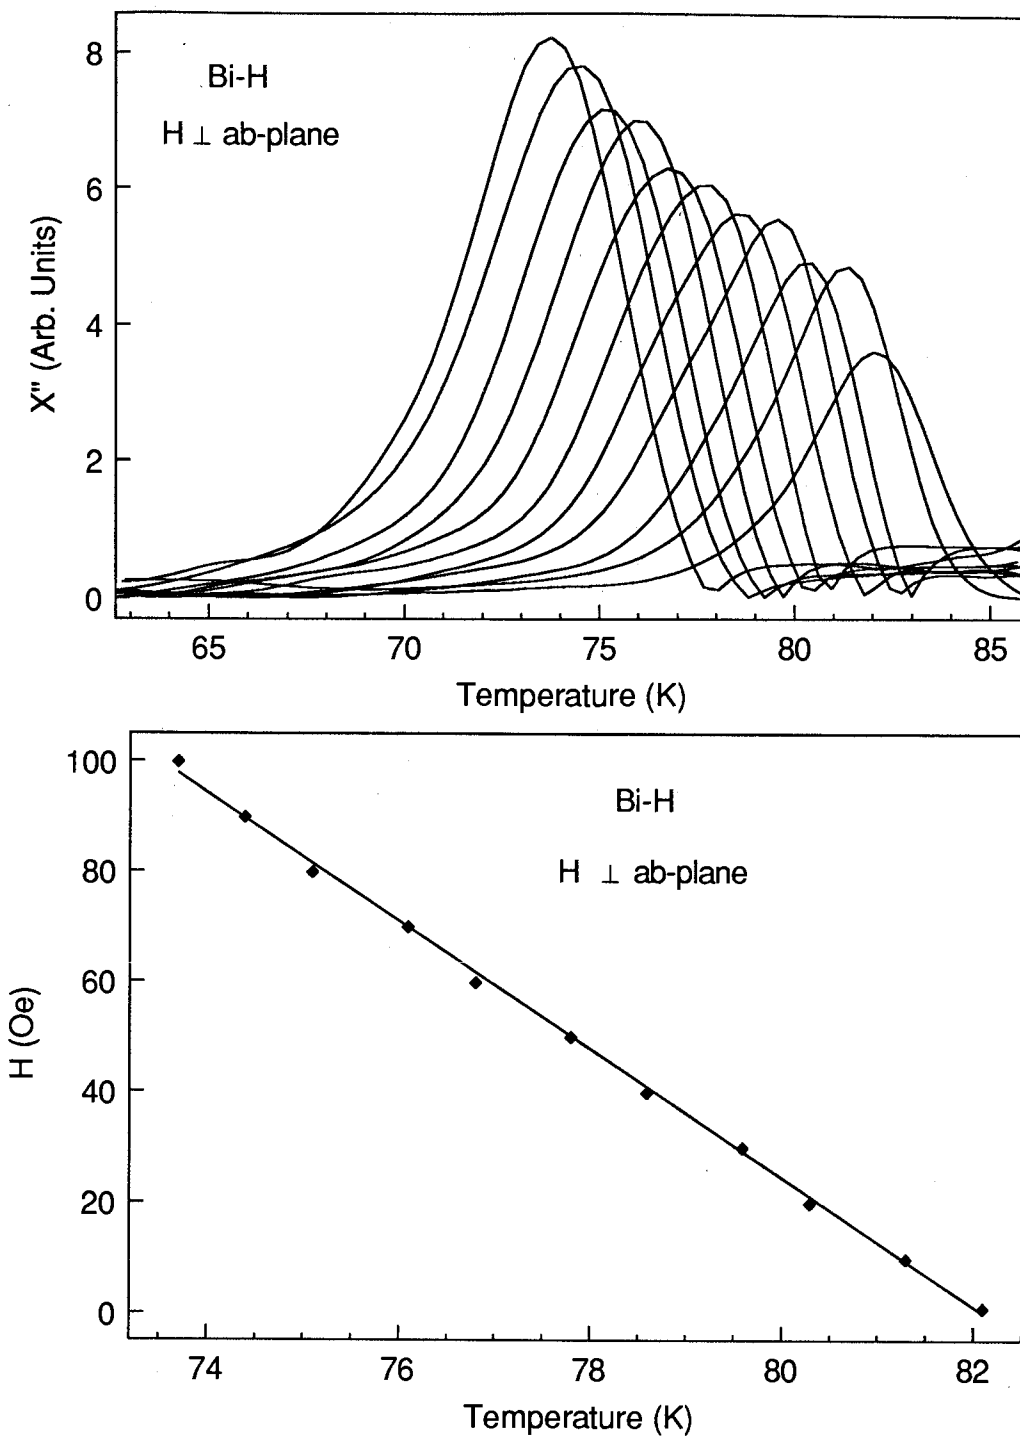 8
Bi-H
H ⊥ ab-plane
6
X" (Arb. Units)
4
2
0
65 70 75 80 85
Temperature (K)
100
Bi-H
80
H ⊥ ab-plane
60
H (Oe)
40
20
0
74 76 78 80 82
Temperature (K)